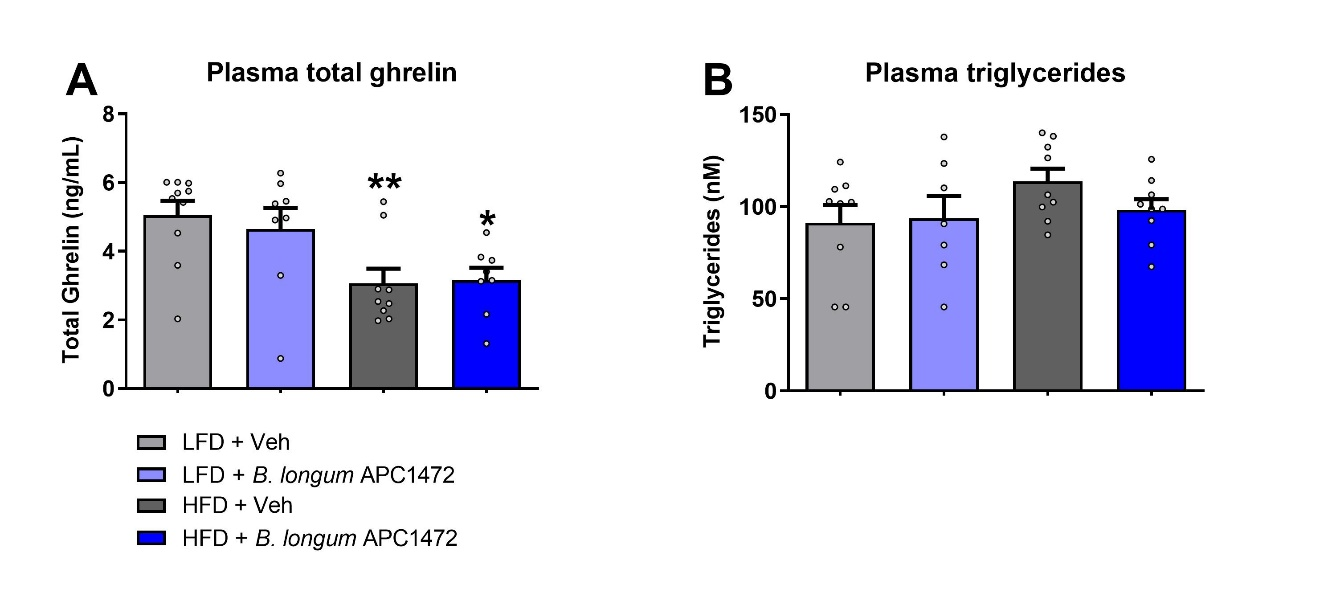 A
Plasma total ghrelin
Total Ghrelin (ng/mL)
8
6
4
2
0
**
*
LFD + Veh
LFD + B. longum APC1472
HFD + Veh
HFD + B. longum APC1472
B
Plasma triglycerides
Triglycerides (nM)
150
100
50
0